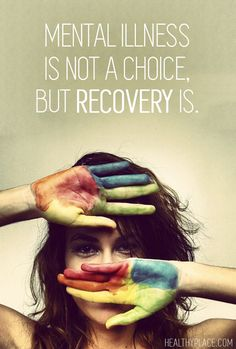 MENTAL ILLNESS
IS NOT A CHOICE,
BUT RECOVERY IS.
HEALTHYPLACE.COM